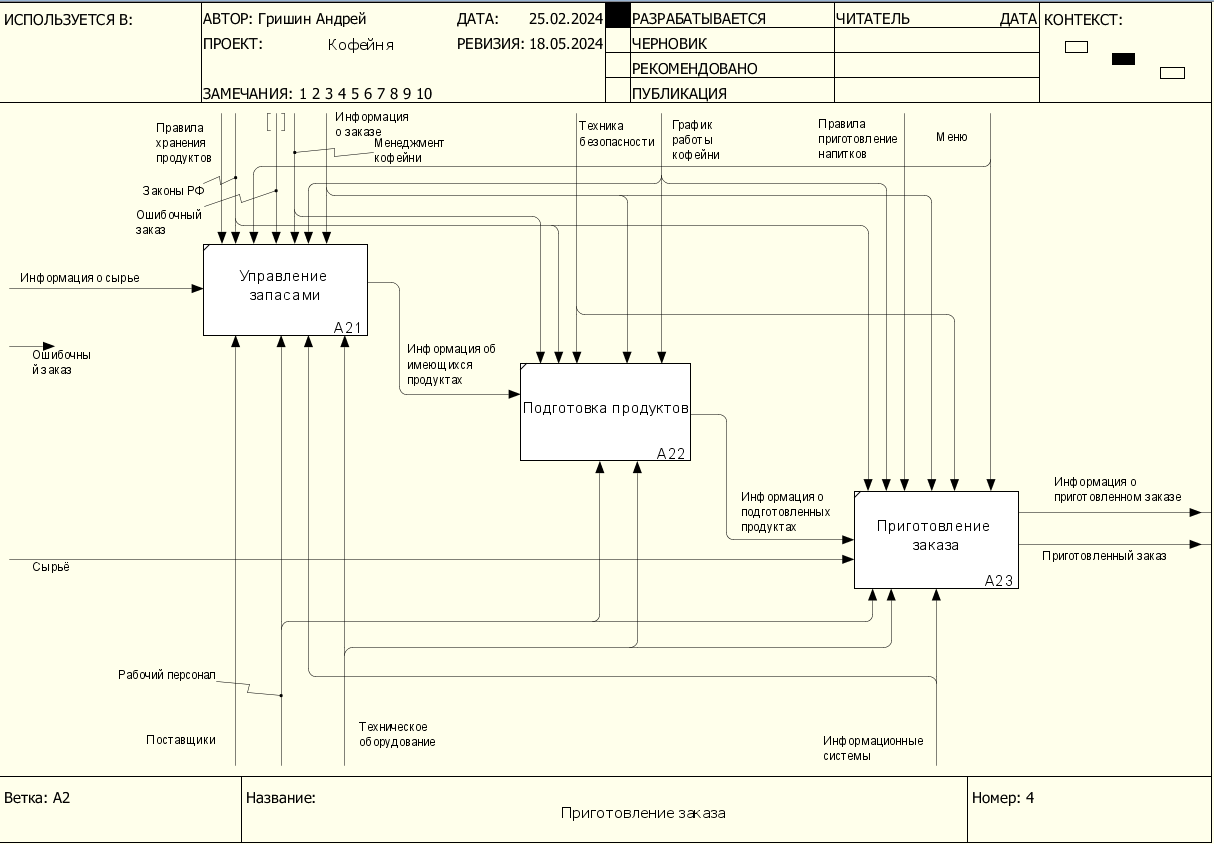 ИСПОЛЬЗУЕТСЯ В:
АВТОР: Гришин Андрей
ДАТА: 25.02.2024
РАЗРАБАТЫВАЕТСЯ
ЧИТАТЕЛЬ
ДАТА
КОНТЕКСТ:
ПРОЕКТ: Кофейня
РЕВИЗИЯ: 18.05.2024
ЧЕРНОВИК
РЕКОМЕНДОВАНО
ЗАМЕЧАНИЯ: 1 2 3 4 5 6 7 8 9 10
ПУБЛИКАЦИЯ
Правила
хранения
продуктов
Информация
о заказе
Менеджмент
кофейни
Техника
безопасности
График
работы
кофейни
Правила
приготовление
напитков
Меню
Законы РФ
Ошибочный
заказ
Информация о сырье
Управление
запасами
A21
Ошибочны
й заказ
Информация об
имеющихся
продуктах
Подготовка продуктов
A22
Информация о
подготовленных
продуктах
Информация о
приготовленном заказе
Приготовление
заказа
A23
Приготовленный заказ
Сырьё
Рабочий персонал
Поставщики
Техническое
оборудование
Информационные
системы
Ветка: A2
Название:
Приготовление заказа
Номер: 4